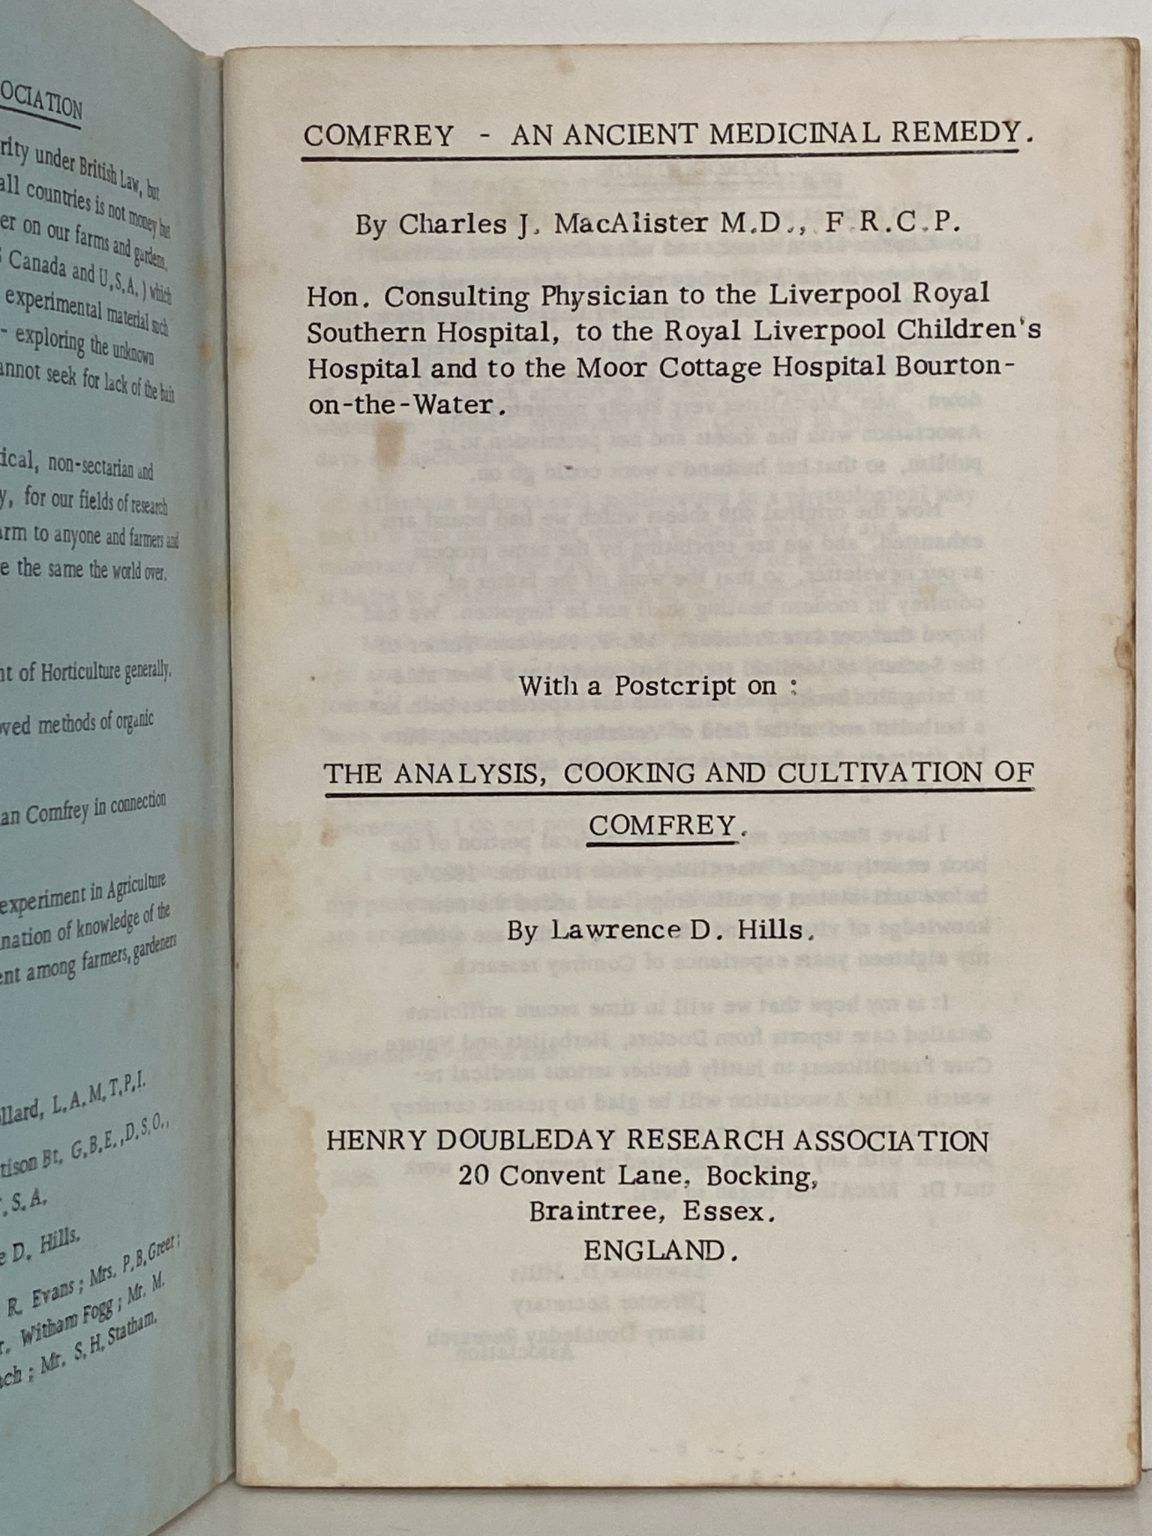 OCIATION
rity under British Law, but
all countries is not money but
er on our farms and gardens.
Canada and U.S.A. ) which
experimental material such
- exploring the unknown
annot seek for lack of the bait
ical, non-sectarian and
y, for our fields of research
arm to anyone and farmers and
e the same the world over.
nt of Horticulture generally.
ved methods of organic
an Comfrey in connection
experiment in Agriculture
nation of knowledge of the
ent among farmers, gardeners
llard, L.A.M.T.P.I.
tison Bt. G.B.E.,D.S.O.,
.S.A.
e D. Hills.
R. Evans ; Mrs. P.B.Greer ;
r. Witham Fogg ; Mr. M.
ach ; Mr. S.H.Statham.
COMFREY - AN ANCIENT MEDICINAL REMEDY.
By Charles J. MacAlister M.D., F.R.C.P.
Hon. Consulting Physician to the Liverpool Royal
Southern Hospital, to the Royal Liverpool Children's
Hospital and to the Moor Cottage Hospital Bourton-
on-the-Water.
With a Postcript on :
THE ANALYSIS, COOKING AND CULTIVATION OF
COMFREY.
By Lawrence D. Hills.
HENRY DOUBLEDAY RESEARCH ASSOCIATION
20 Convent Lane, Bocking,
Braintree, Essex.
ENGLAND.